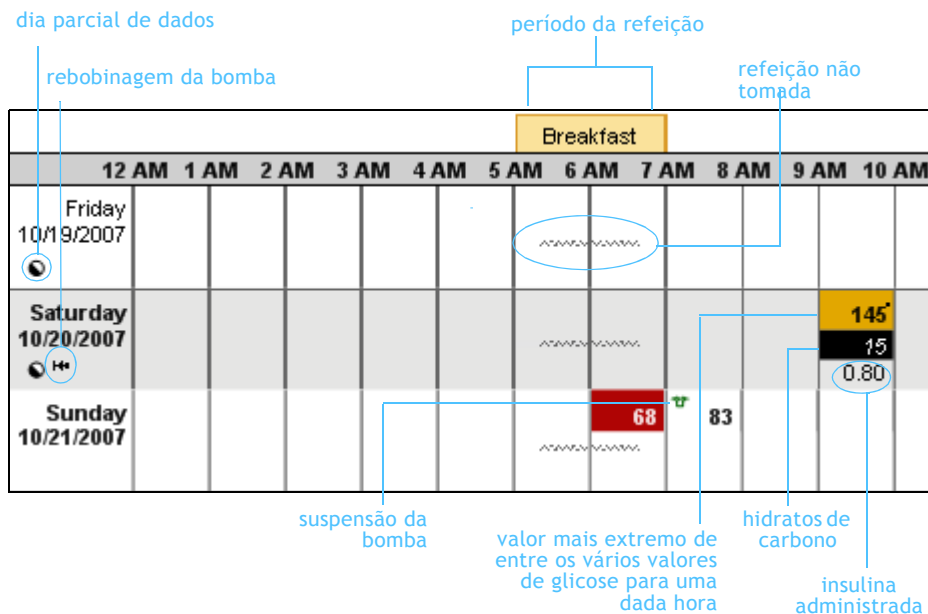 dia parcial de dados
período da refeição
rebobinagem da bomba
refeição não
tomada
Breakfast
12 AM 1 AM 2 AM 3 AM 4 AM 5 AM 6 AM 7 AM 8 AM 9 AM 10 AM
Friday
10/19/2007
Saturday
10/20/2007
145
15
0.80
Sunday
10/21/2007
68
83
suspensão da
bomba
valor mais extremo de
entre os vários valores
de glicose para uma
dada hora
hidratos de
carbono
insulina
administrada